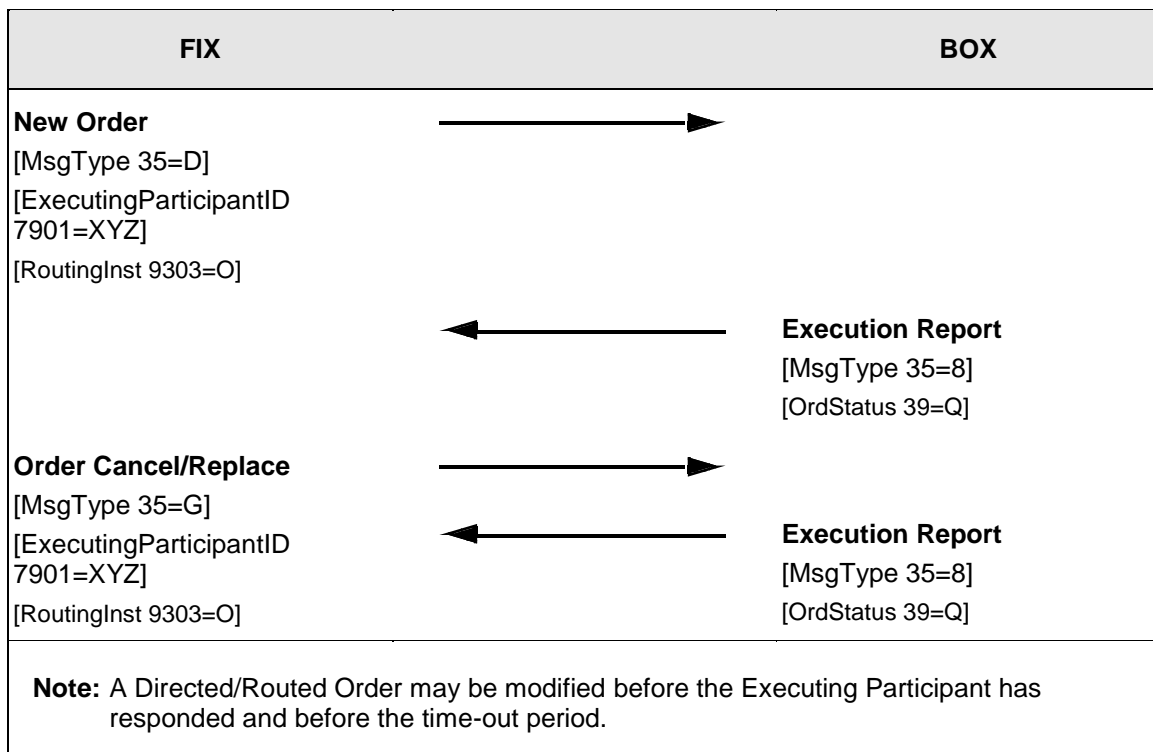 FIX BOX
New Order
[MsgType 35=D]
[ExecutingParticipantID
7901=XYZ]
[RoutingInst 9303=O]
Execution Report
[MsgType 35=8]
[OrdStatus 39=Q]
Order Cancel/Replace
[MsgType 35=G]
[ExecutingParticipantID
7901=XYZ]
[RoutingInst 9303=O]
Execution Report
[MsgType 35=8]
[OrdStatus 39=Q]
Note: A Directed/Routed Order may be modified before the Executing Participant has
responded and before the time-out period.